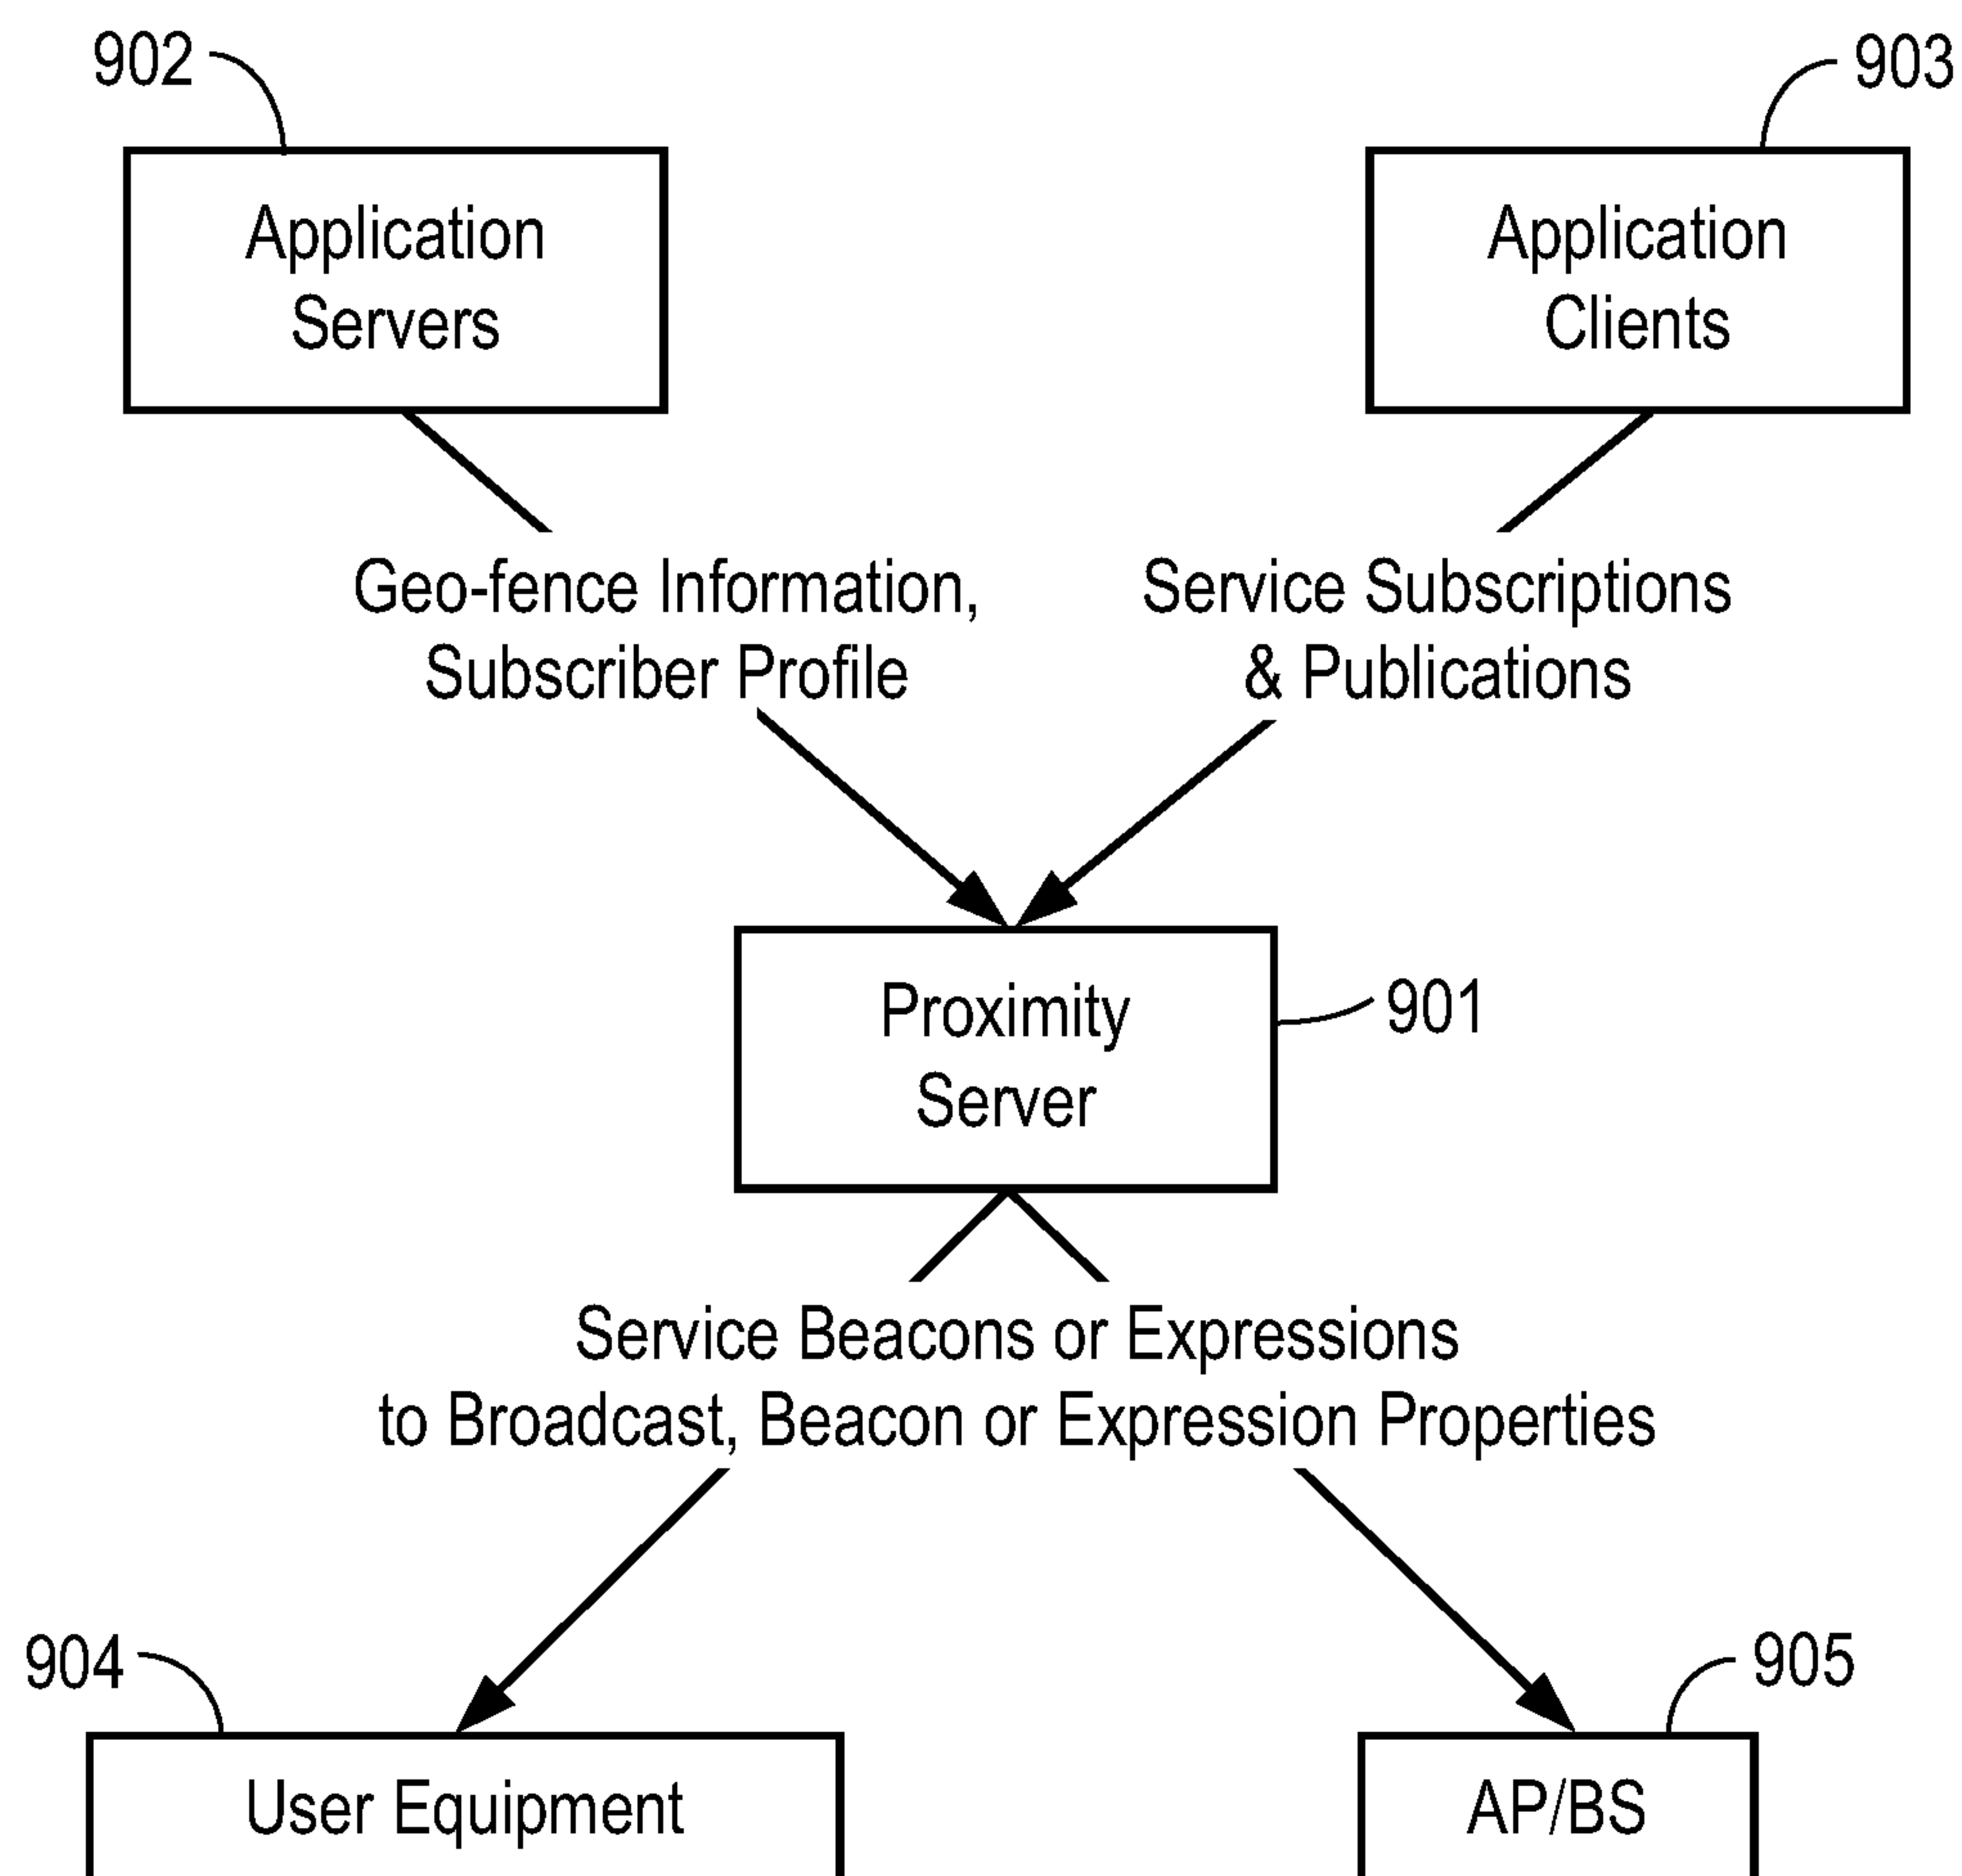 902
903
Application
Servers
Application
Clients
Geo-fence Information,
Subscriber Profile
Service Subscriptions
& Publications
Proximity
Server
901
Service Beacons or Expressions
to Broadcast, Beacon or Expression Properties
904
905
User Equipment
AP/BS